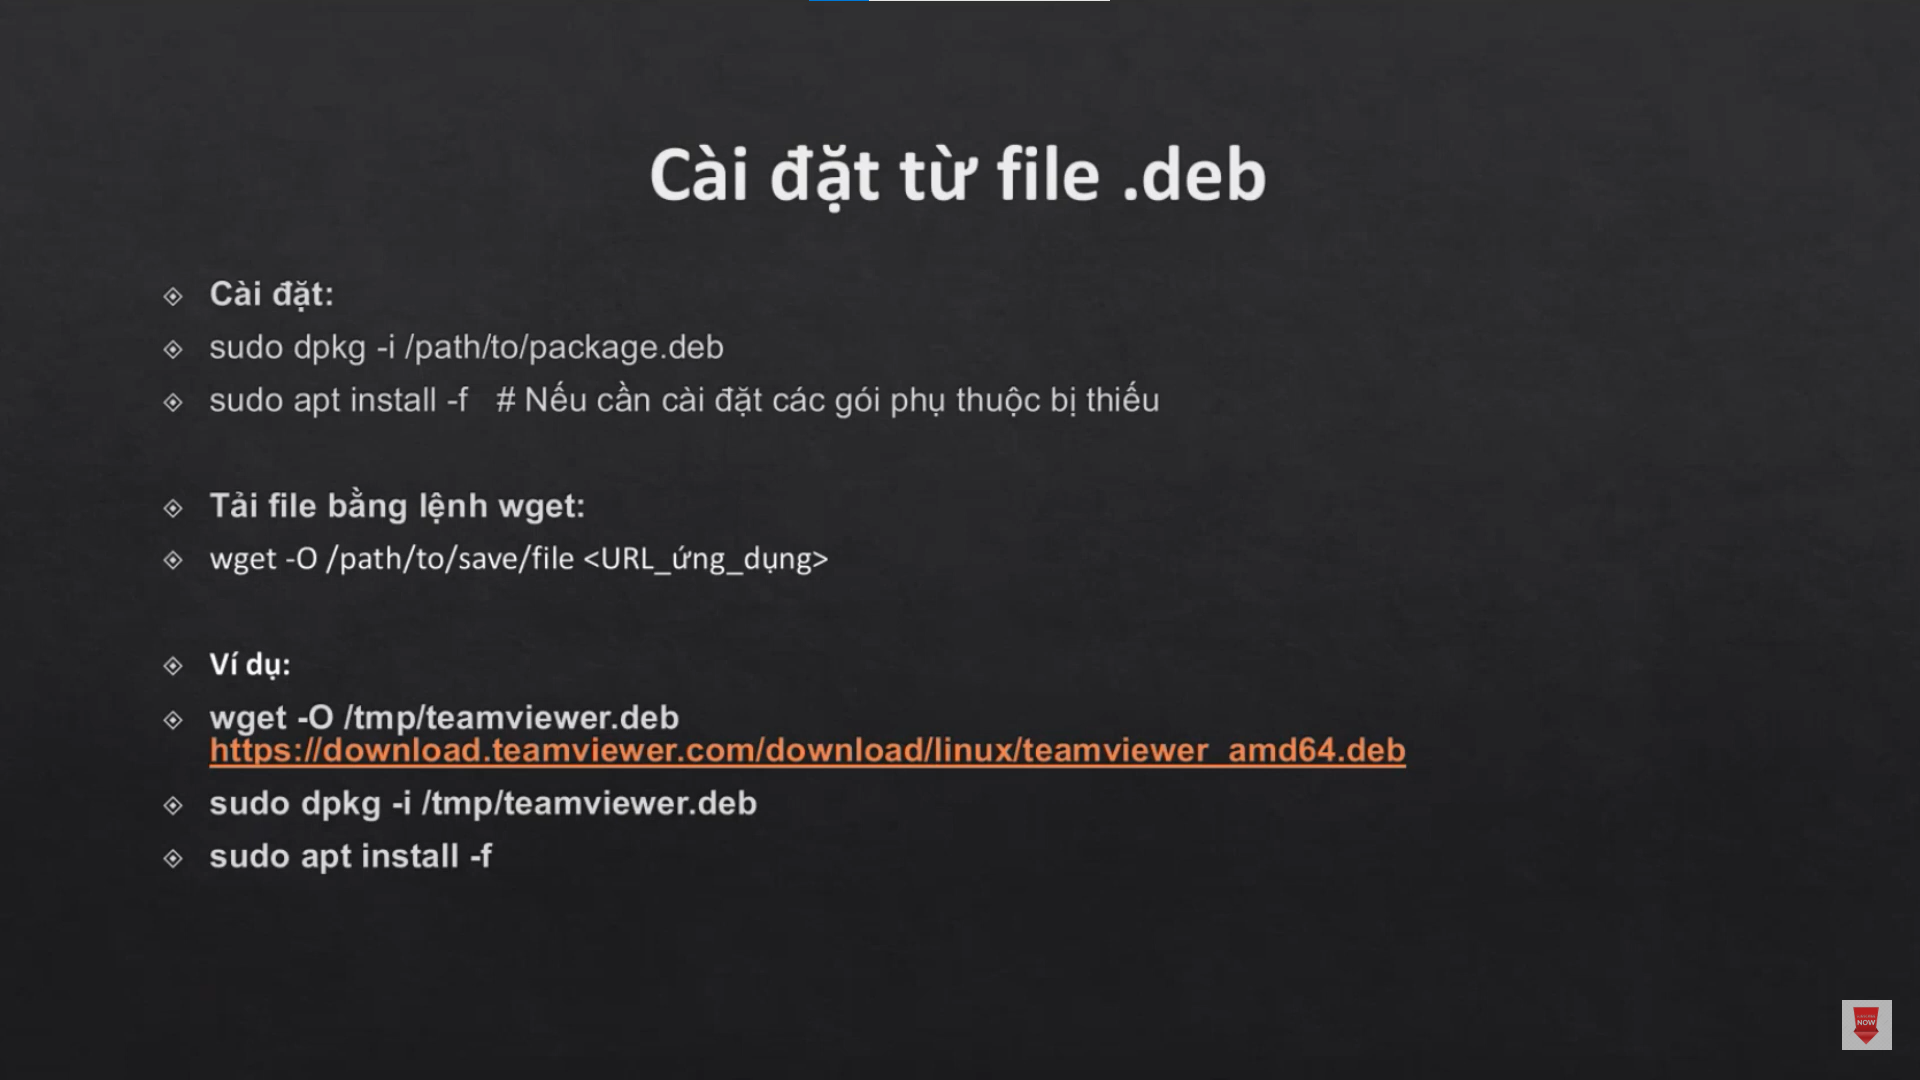 Cài đặt từ file .deb
Cài đặt:
sudo dpkg -i /path/to/package.deb
sudo apt install -f # Nếu cần cài đặt các gói phụ thuộc bị thiếu
Tải file bằng lệnh wget:
wget -O /path/to/save/file <URL_ứng_dụng>
Ví dụ:
wget -O /tmp/teamviewer.deb
https://download.teamviewer.com/download/linux/teamviewer_amd64.deb
sudo dpkg -i /tmp/teamviewer.deb
sudo apt install -f
NOW